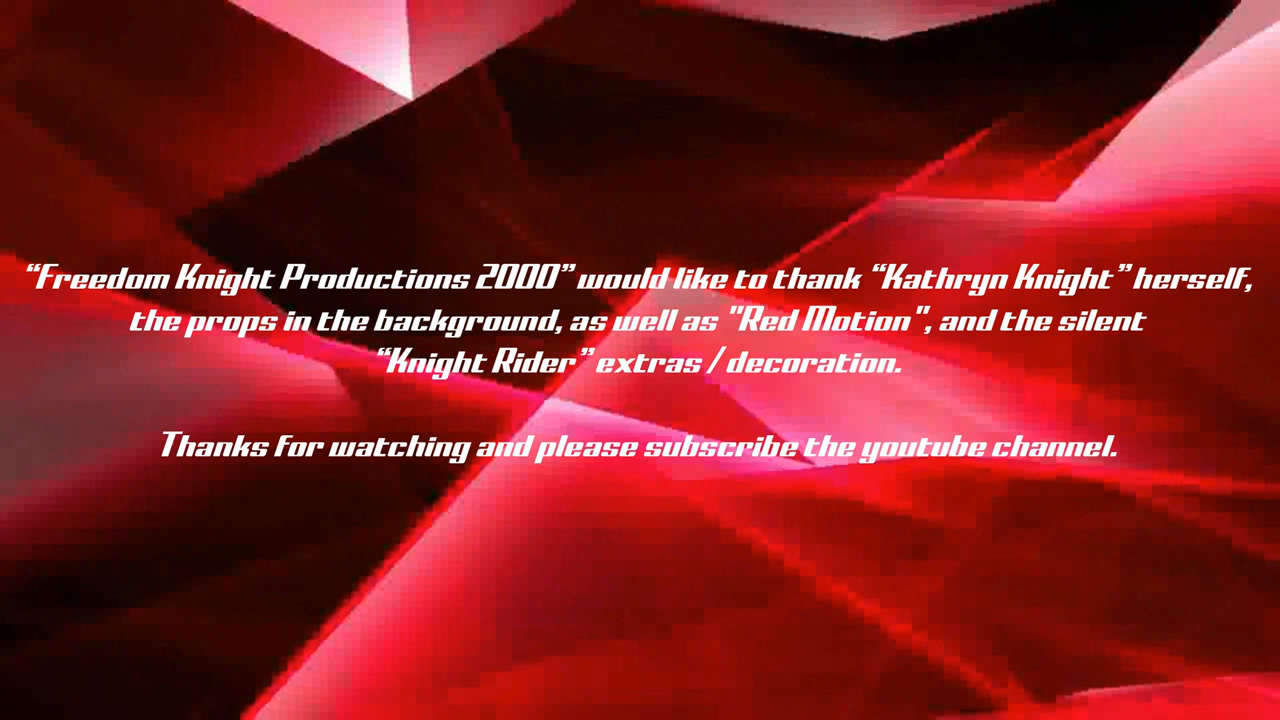 “Freedom Knight Productions 2000” would like to thank “Kathryn Knight” herself,
the props in the background, as well as "Red Motion", and the silent
“Knight Rider” extras / decoration.
Thanks for watching and please subscribe the youtube channel.